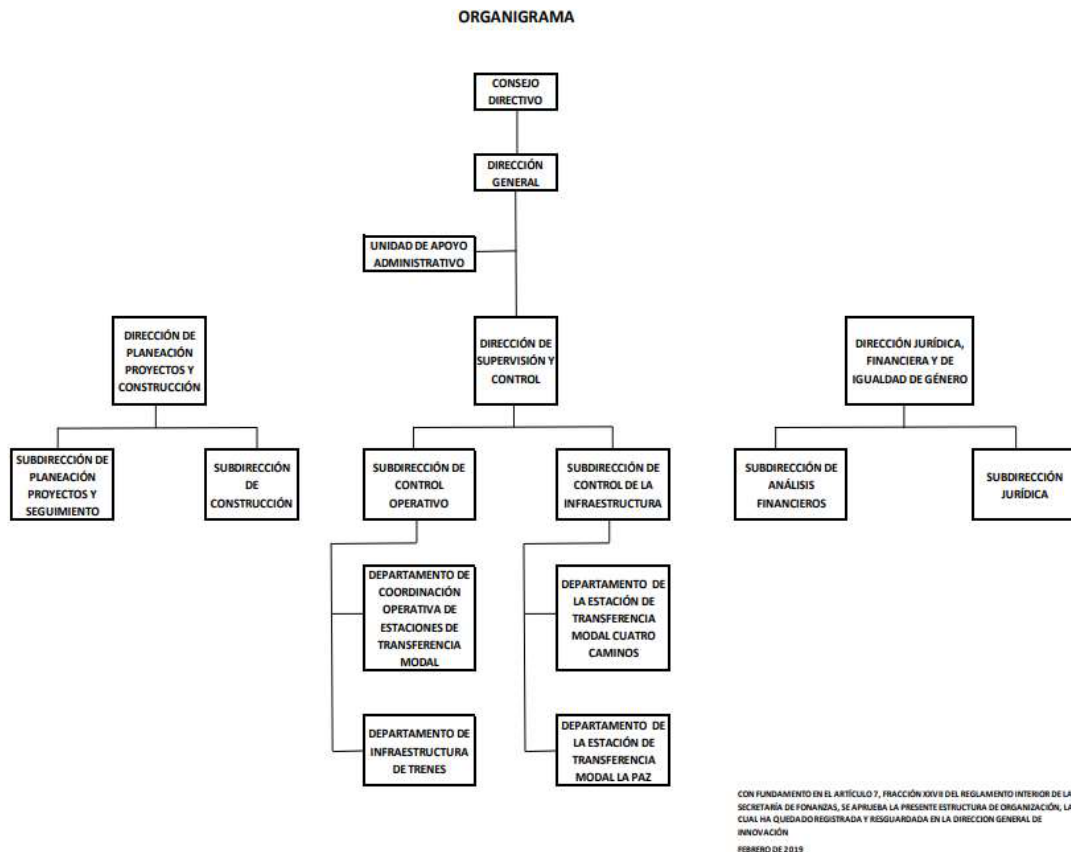 ORGANIGRAMA
CONSEJO
DIRECTIVO
DIRECCIÓN
GENERAL
UNIDAD DE APOYO
ADMINISTRATIVO
DIRECCIÓN DE
PLANEACIÓN
PROYECTOS Y
CONSTRUCCIÓN
DIRECCIÓN DE
SUPERVISIÓN Y
CONTROL
DIRECCIÓN JURÍDICA,
FINANCIERA Y DE
IGUALDAD DE GÉNERO
SUBDIRECCIÓN DE
PLANEACIÓN
PROYECTOS Y
SEGUIMIENTO
SUBDIRECCIÓN
DE
CONSTRUCCIÓN
SUBDIRECCIÓN DE
CONTROL
OPERATIVO
SUBDIRECCIÓN DE
CONTROL DE LA
INFRAESTRUCTURA
SUBDIRECCIÓN DE
ANÁLISIS
FINANCIEROS
SUBDIRECCIÓN
JURÍDICA
DEPARTAMENTO DE
COORDINACIÓN
OPERATIVA DE
ESTACIONES DE
TRANSFERENCIA
MODAL
DEPARTAMENTO DE
LA ESTACIÓN DE
TRANSFERENCIA
MODAL CUATRO
CAMINOS
DEPARTAMENTO DE
INFRAESTRUCTURA
DE TRENES
DEPARTAMENTO DE
LA ESTACIÓN DE
TRANSFERENCIA
MODAL LA PAZ
CON FUNDAMENTO EN EL ARTÍCULO 7, FRACCIÓN XXVII DEL REGLAMENTO INTERIOR DE LA
SECRETARÍA DE FONANZAS, SE APRUEBA LA PRESENTE ESTRUCTURA DE ORGANIZACIÓN, LA
CUAL HA QUEDADO REGISTRADA Y RESGUARDADA EN LA DIRECCION GENERAL DE
INNOVACIÓN
FEBRERO DE 2019